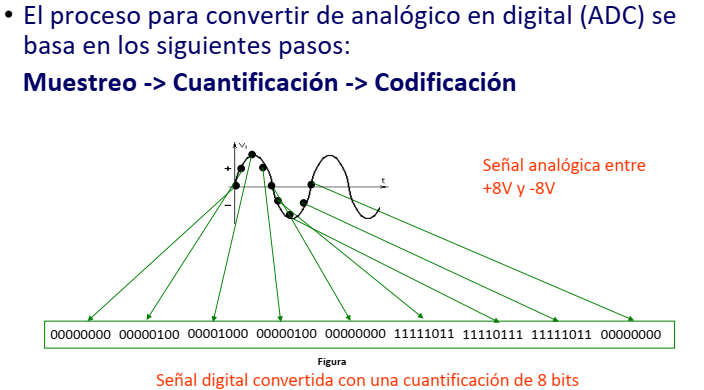 • El proceso para convertir de analógico en digital (ADC) se
basa en los siguientes pasos:
Muestreo -> Cuantificación -> Codificación
Vi
+
t
–
Señal analógica entre
+8V y -8V
00000000 00000100 00001000 00000100 00000000 11111011 11110111 11111011 00000000
Figura
Señal digital convertida con una cuantificación de 8 bits